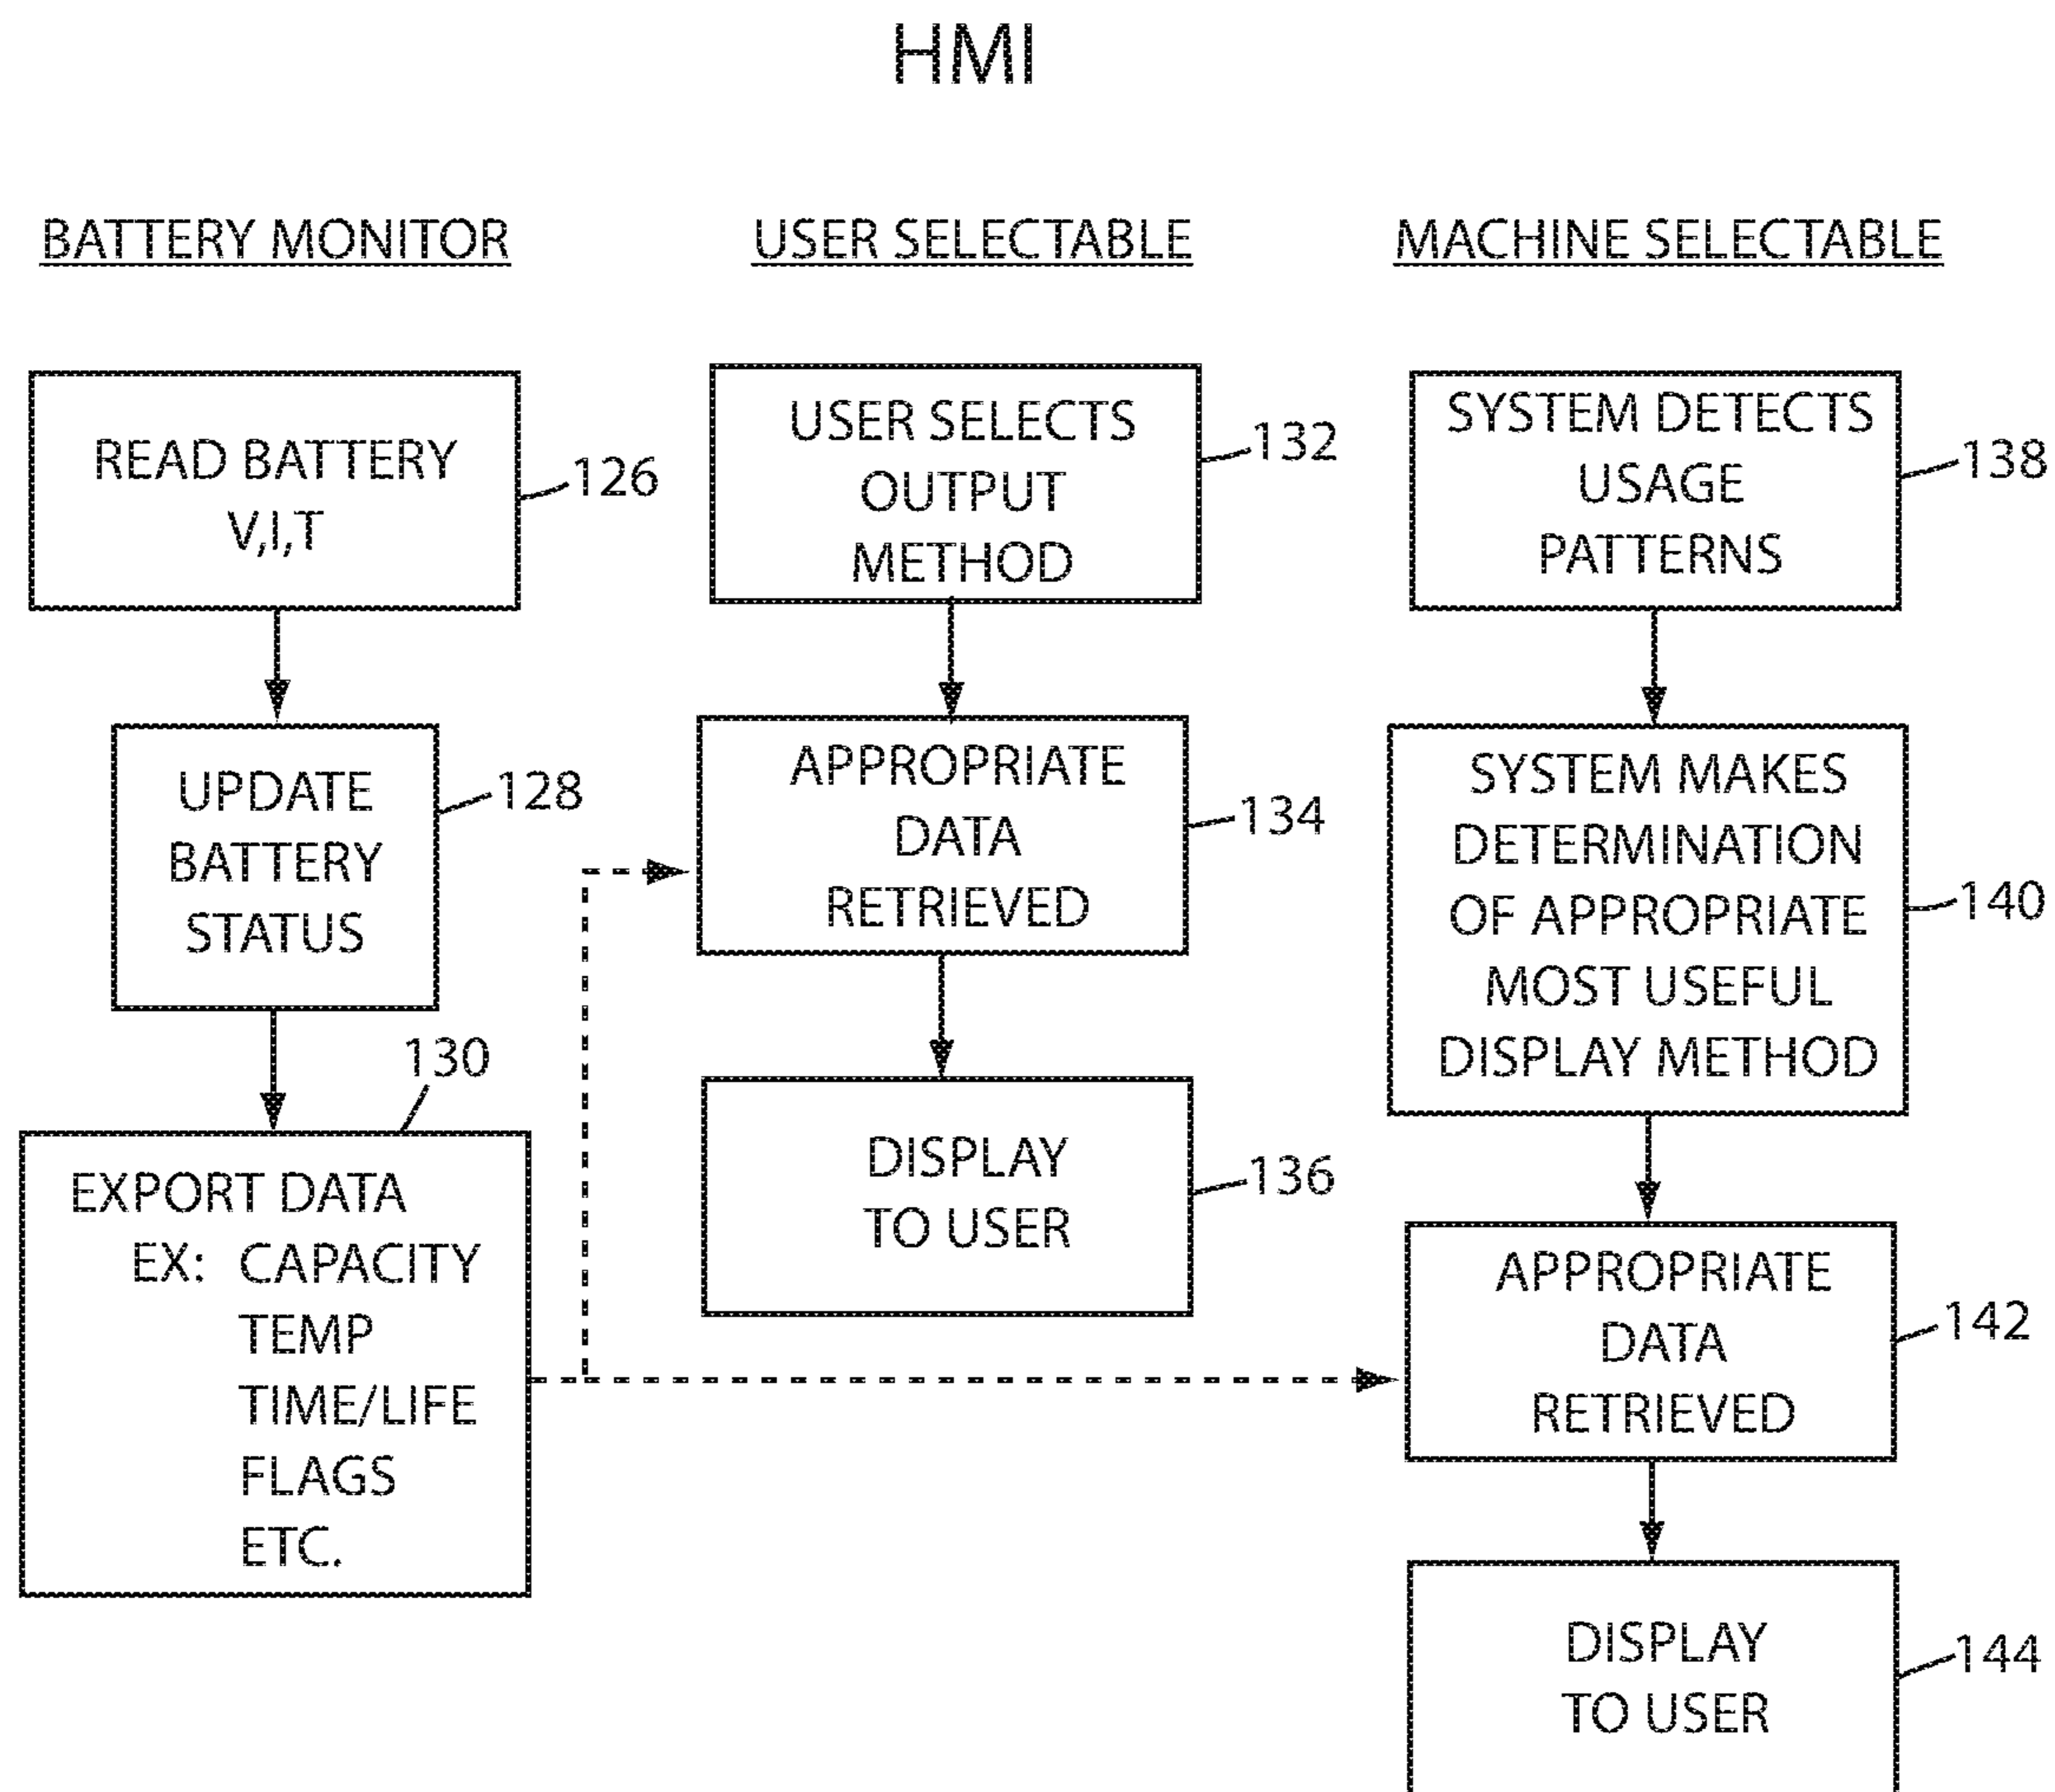 HMI
BATTERY MONITOR
READ BATTERY
V,I,T
126
UPDATE
BATTERY
STATUS
128
130
EXPORT DATA
EX: CAPACITY
TEMP
TIME/LIFE
FLAGS
ETC.
USER SELECTABLE
USER SELECTS
OUTPUT
METHOD
132
APPROPRIATE
DATA
RETRIEVED
134
DISPLAY
TO USER
136
MACHINE SELECTABLE
SYSTEM DETECTS
USAGE
PATTERNS
138
SYSTEM MAKES
DETERMINATION
OF APPROPRIATE
MOST USEFUL
DISPLAY METHOD
140
APPROPRIATE
DATA
RETRIEVED
142
DISPLAY
TO USER
144